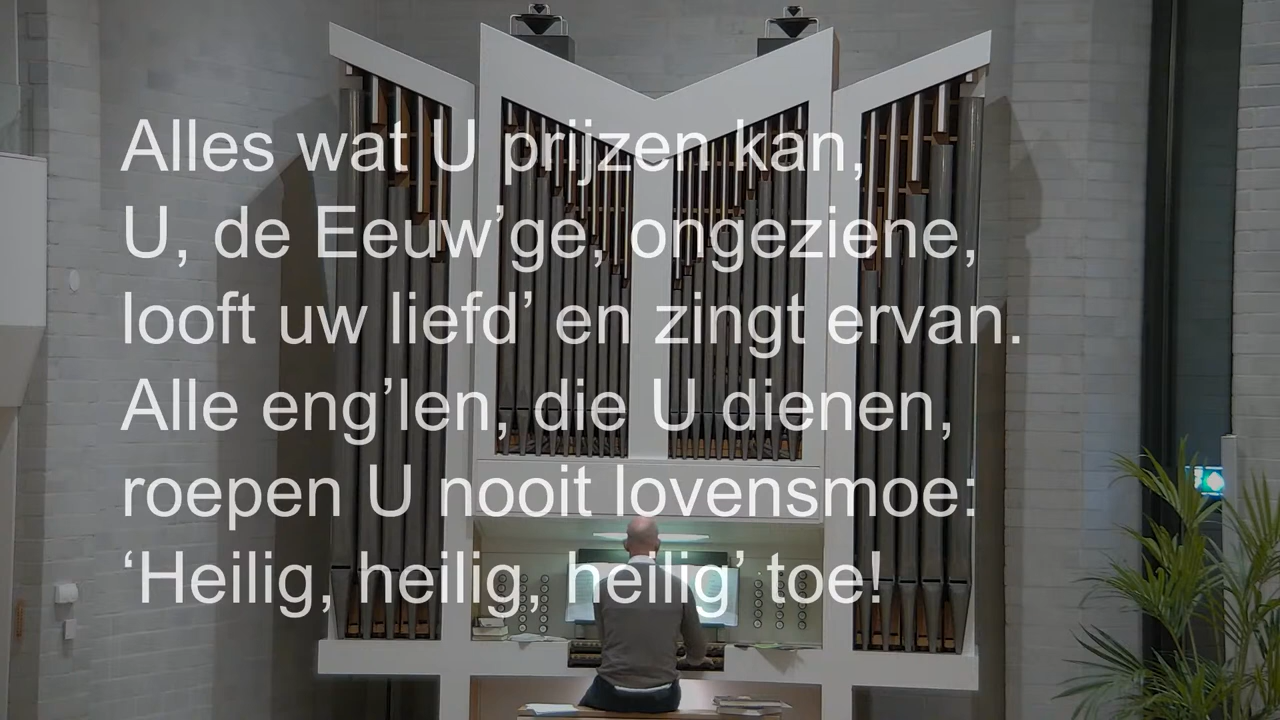 Alles wat U prijzen kan,
U, de Eeuw’ge, ongeziene,
looft uw liefd’ en zingt ervan.
Alle eng’len, die U dienen,
roepen U nooit lovensmoe:
‘Heilig, heilig, heilig’ toe!